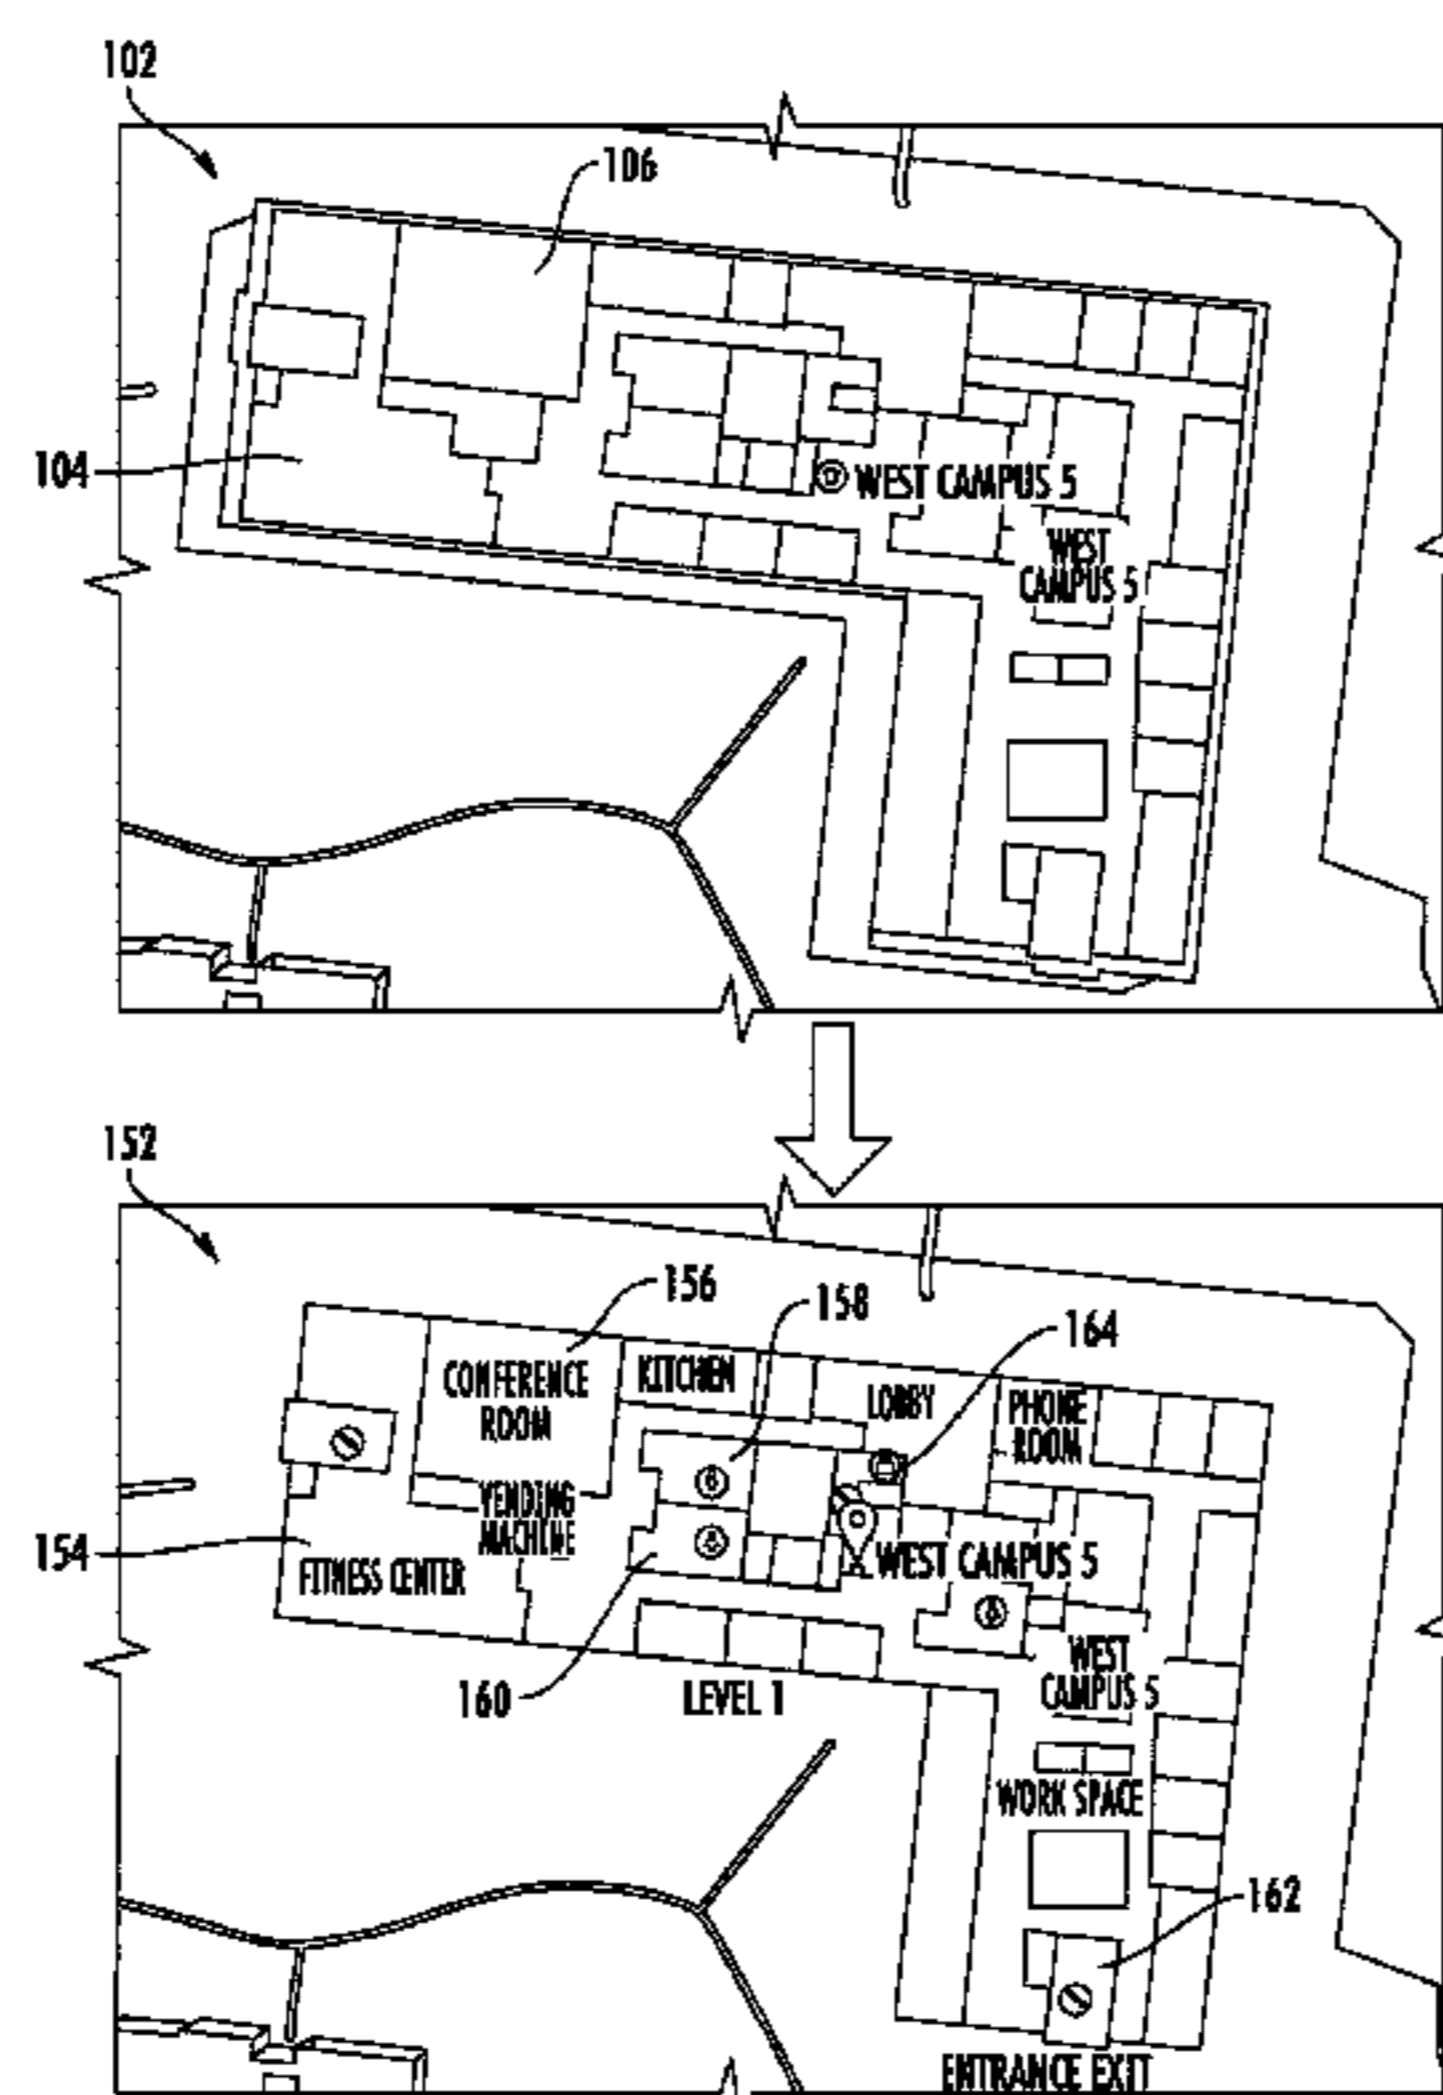 102
106
104
WEST CAMPUS 5
WEST
CAMPUS 5
152
156
158
164
CONFERENCE
ROOM
KITCHEN
LOBBY
PHONE
ROOM
VENDING
MACHINE
154
FITNESS CENTER
WEST CAMPUS 5
160
LEVEL 1
WEST
CAMPUS 5
WORK SPACE
162
ENTRANCE EXIT